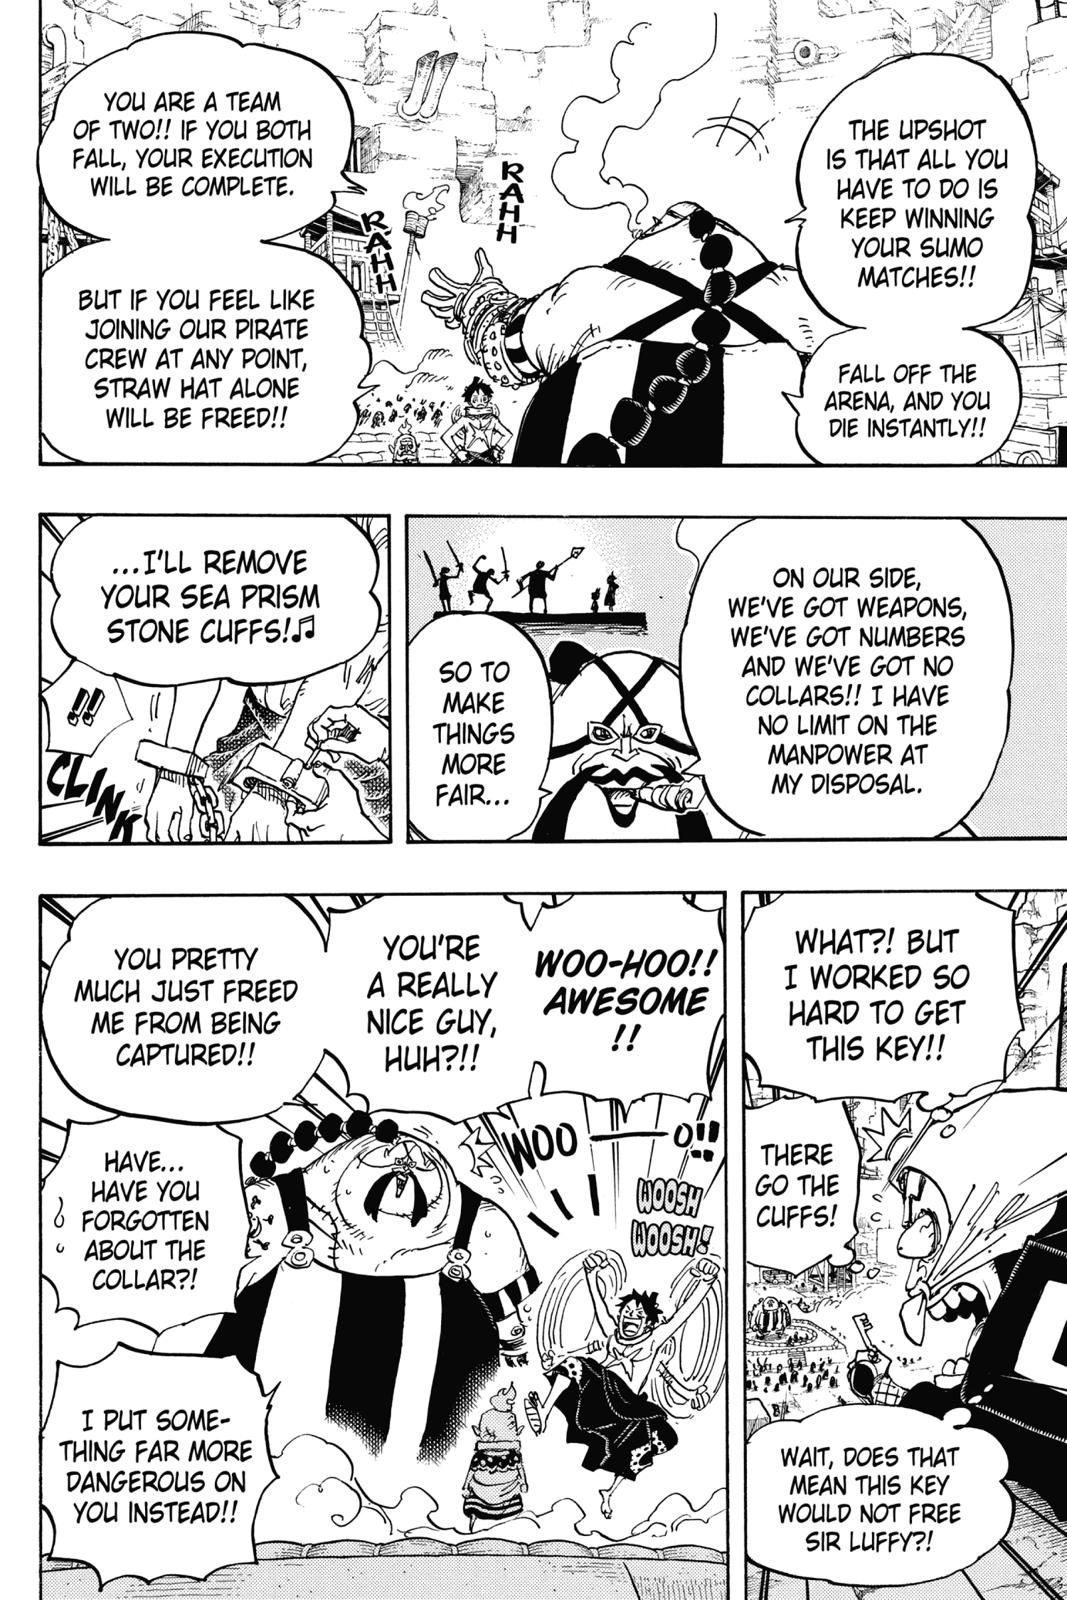 THE UPSHOT
IS THAT ALL YOU
HAVE TO DO IS
KEEP WINNING
YOUR SUMO
MATCHES!!
FALL OFF THE
ARENA, AND YOU
DIE INSTANTLY!!
RAHH
RAHH
YOU ARE A TEAM
OF TWO!! IF YOU BOTH
FALL, YOUR EXECUTION
WILL BE COMPLETE.
BUT IF YOU FEEL LIKE
JOINING OUR PIRATE
CREW AT ANY POINT,
STRAW HAT ALONE
WILL BE FREED!!
ON OUR SIDE,
WE'VE GOT WEAPONS,
WE'VE GOT NUMBERS
AND WE'VE GOT NO
COLLARS!! I HAVE
NO LIMIT ON THE
MANPOWER AT
MY DISPOSAL.
SO TO
MAKE
THINGS
MORE
FAIR...
...I'LL REMOVE
YOUR SEA PRISM
STONE CUFFS!♫
!!
CLINK
WHAT?! BUT
I WORKED SO
HARD TO GET
THIS KEY!!
THERE
GO THE
CUFFS!
WAIT, DOES THAT
MEAN THIS KEY
WOULD NOT FREE
SIR LUFFY?!
WOO-HOO!!
AWESOME
!!
YOU'RE
A REALLY
NICE GUY,
HUH?!!
YOU PRETTY
MUCH JUST FREED
ME FROM BEING
CAPTURED!!
WOO—O!!
WOOSH
WOOSH!
HAVE...
HAVE YOU
FORGOTTEN
ABOUT THE
COLLAR?!
I PUT SOME-
THING FAR MORE
DANGEROUS ON
YOU INSTEAD!!